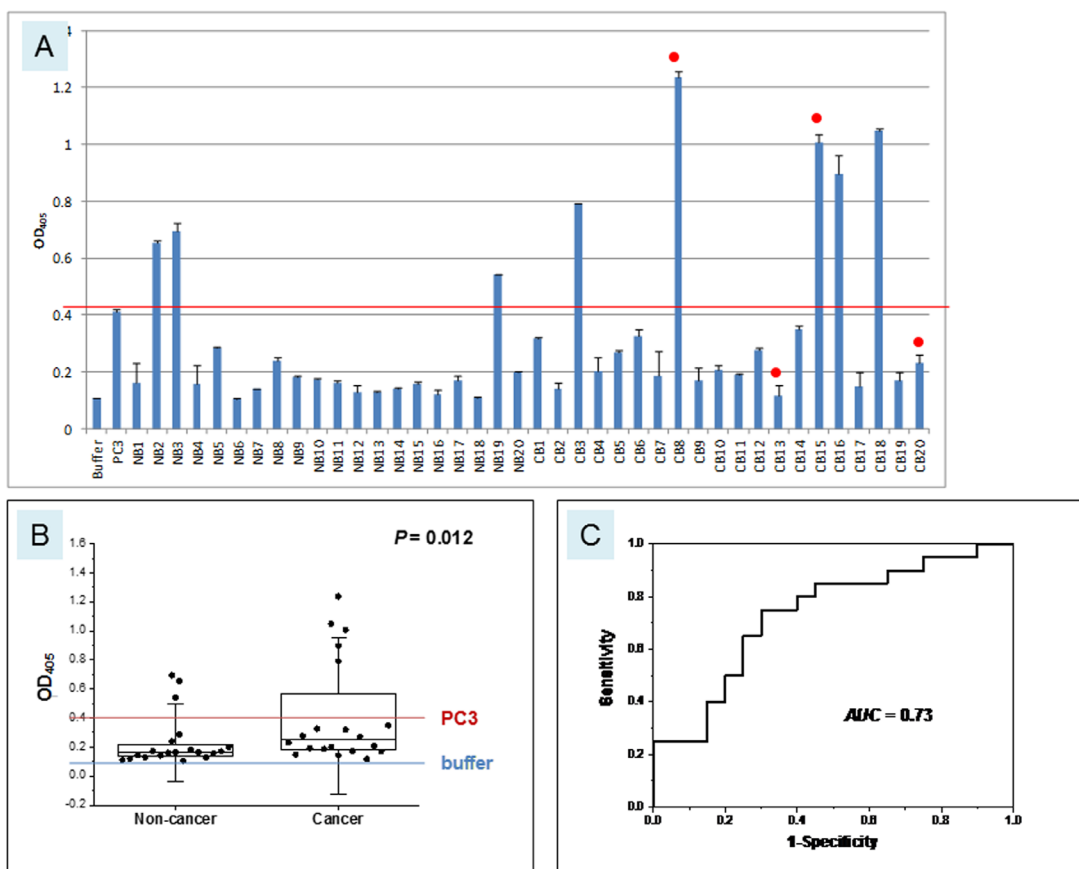 A
1.4
1.2
1
0.8
0.6
0.4
0.2
0
OD405
Buffer PC3 NB1 NB2 NB3 NB4 NB5 NB6 NB7 NB8 NB9 NB10 NB11 NB12 NB13 NB14 NB15 NB16 NB17 NB18 NB19 NB20 CB1 CB2 CB3 CB4 CB5 CB6 CB7 CB8 CB9 CB10 CB11 CB12 CB13 CB14 CB15 CB16 CB17 CB18 CB19 CB20
B
P = 0.012
1.6
1.4
1.2
1.0
0.8
0.6
0.4
0.2
0.0
-0.2
OD405
PC3
buffer
Non-cancer Cancer
C
1.0
0.8
0.6
0.4
0.2
0.0
Sensitivity
AUC = 0.73
0.0 0.2 0.4 0.6 0.8 1.0
1-Specificity